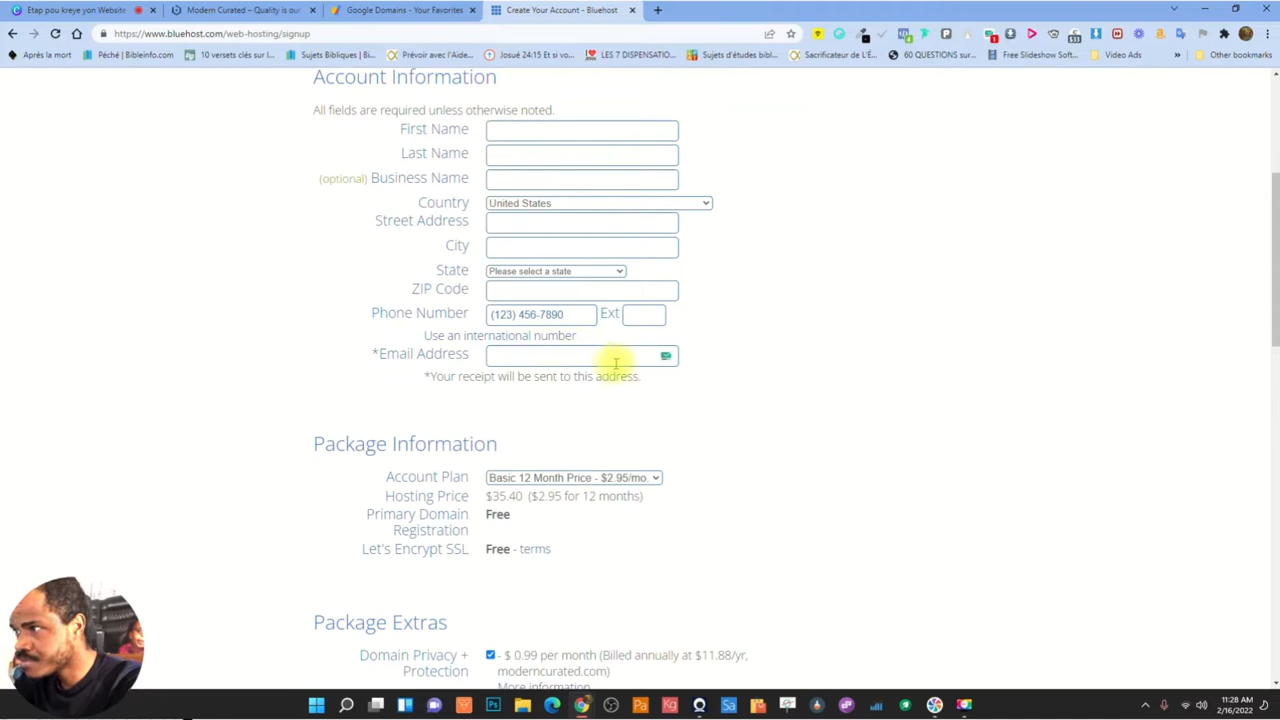 Etap pou kreye yon Website
Modern Curated – Quality is our
Google Domains - Your Favorites
Create Your Account - Bluehost
https://www.bluehost.com/web-hosting/signup
Aprés la mort
Péché | Bibleinfo.com
10 versets clés sur l...
Sujets Bibliques | Bi...
Prévoir avec l'Aide...
Josué 24:15 Et si vo...
LES 7 DISPENSATIO...
Sujets d'études bibl...
Sacrificateur de L'É...
60 QUESTIONS sur...
Free Slideshow Soft...
Video Ads
»
Other bookmarks
Account Information
All fields are required unless otherwise noted.
First Name
Last Name
(optional) Business Name
Country United States
Street Address
City
State Please select a state
ZIP Code
Phone Number (123) 456-7890 Ext
Use an international number
*Email Address
*Your receipt will be sent to this address.
Package Information
Account Plan Basic 12 Month Price - $2.95/mo.
Hosting Price $35.40 ($2.95 for 12 months)
Primary Domain Free
Registration
Let's Encrypt SSL Free - terms
Package Extras
Domain Privacy + - $ 0.99 per month (Billed annually at $11.88/yr,
Protection moderncurated.com)
More information
11:28 AM
2/16/2022